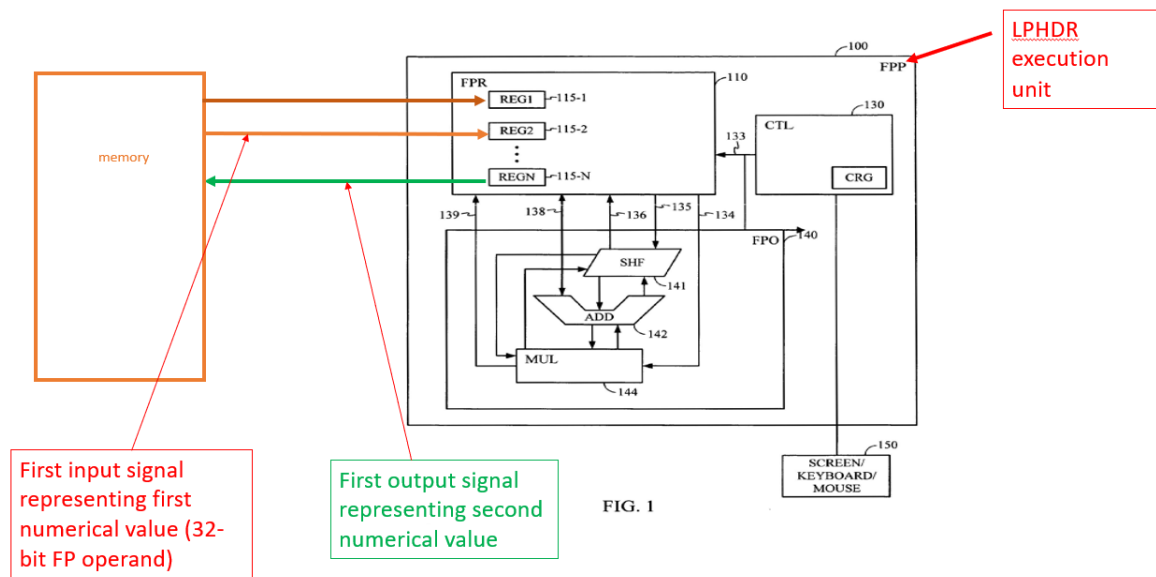 LPHDR
execution
unit
100
FPP
110
FPR
REG1
115-1
REG2
115-2
REGN
115-N
130
CTL
CRG
133
memory
139
138
136
135
134
FPO
140
SHF
141
ADD
142
MUL
144
150
SCREEN/
KEYBOARD/
MOUSE
First input signal
representing first
numerical value (32-
bit FP operand)
First output signal
representing second
numerical value
FIG. 1